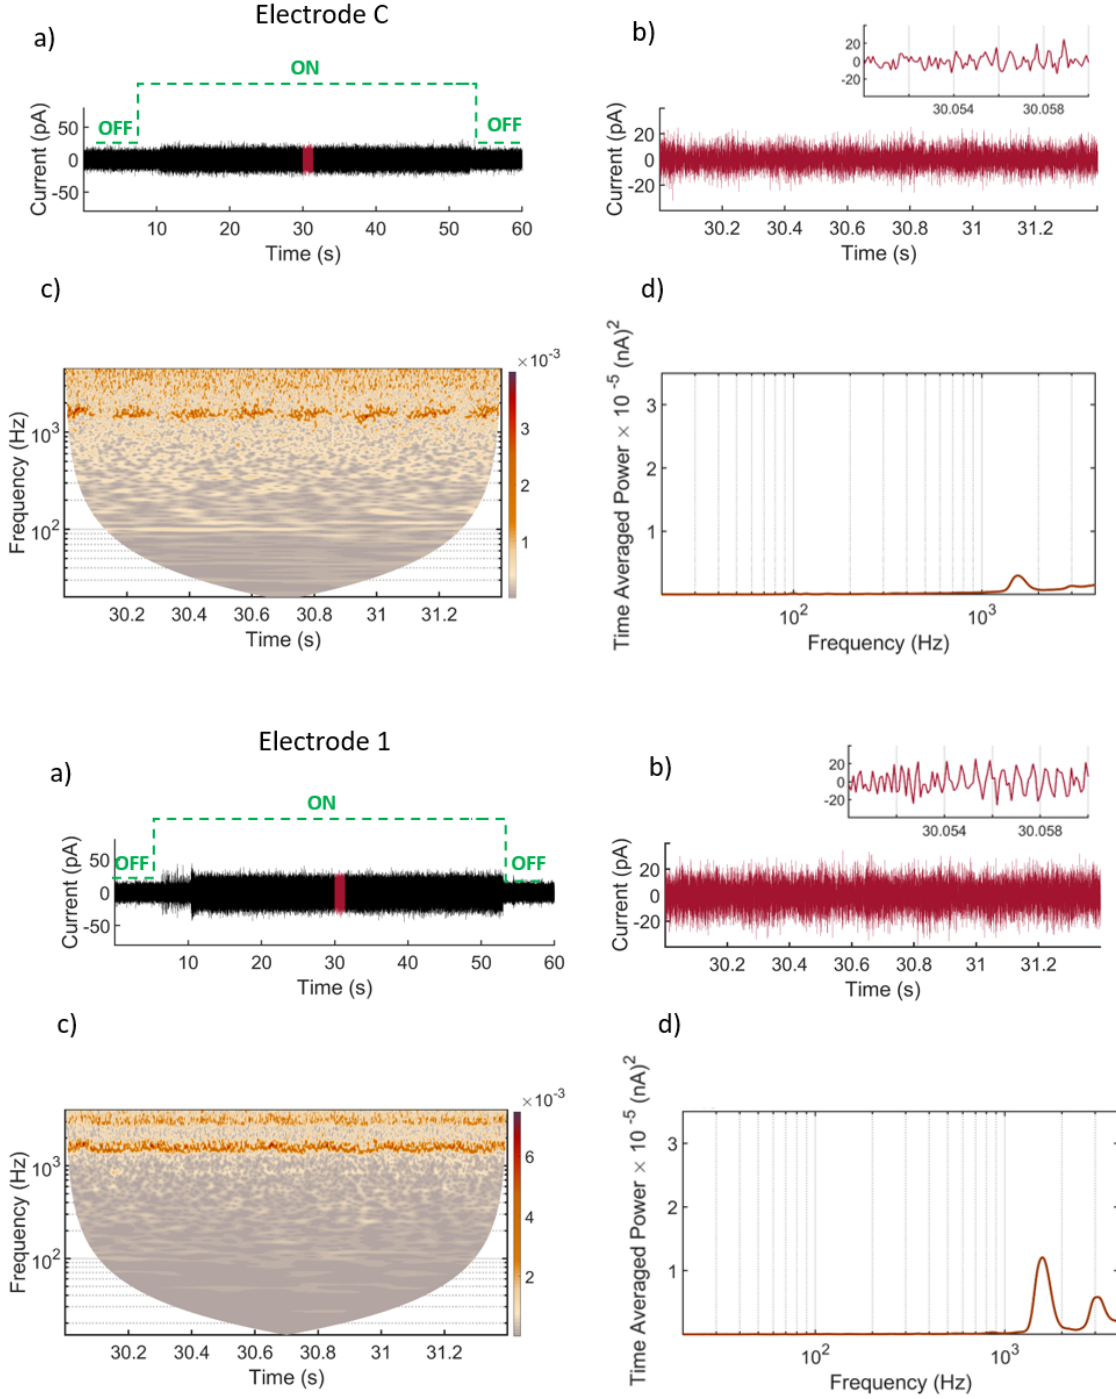 Electrode C
a)
ON
OFF
OFF
Current (pA)
50
0
-50
10 20 30 40 50 60
Time (s)
b)
20
0
-20
30.054 30.058
Current (pA)
20
0
-20
30.2 30.4 30.6 30.8 31 31.2
Time (s)
c)
×10⁻³
Frequency (Hz)
10³
10²
3
2
1
30.2 30.4 30.6 30.8 31 31.2
Time (s)
d)
Time Averaged Power × 10⁻⁵ (nA)²
3
2
1
10² 10³
Frequency (Hz)
Electrode 1
a)
ON
OFF
OFF
Current (pA)
50
0
-50
10 20 30 40 50 60
Time (s)
b)
20
0
-20
30.054 30.058
Current (pA)
20
0
-20
30.2 30.4 30.6 30.8 31 31.2
Time (s)
c)
×10⁻³
Frequency (Hz)
10³
10²
6
4
2
30.2 30.4 30.6 30.8 31 31.2
Time (s)
d)
Time Averaged Power × 10⁻⁵ (nA)²
3
2
1
10² 10³
Frequency (Hz)